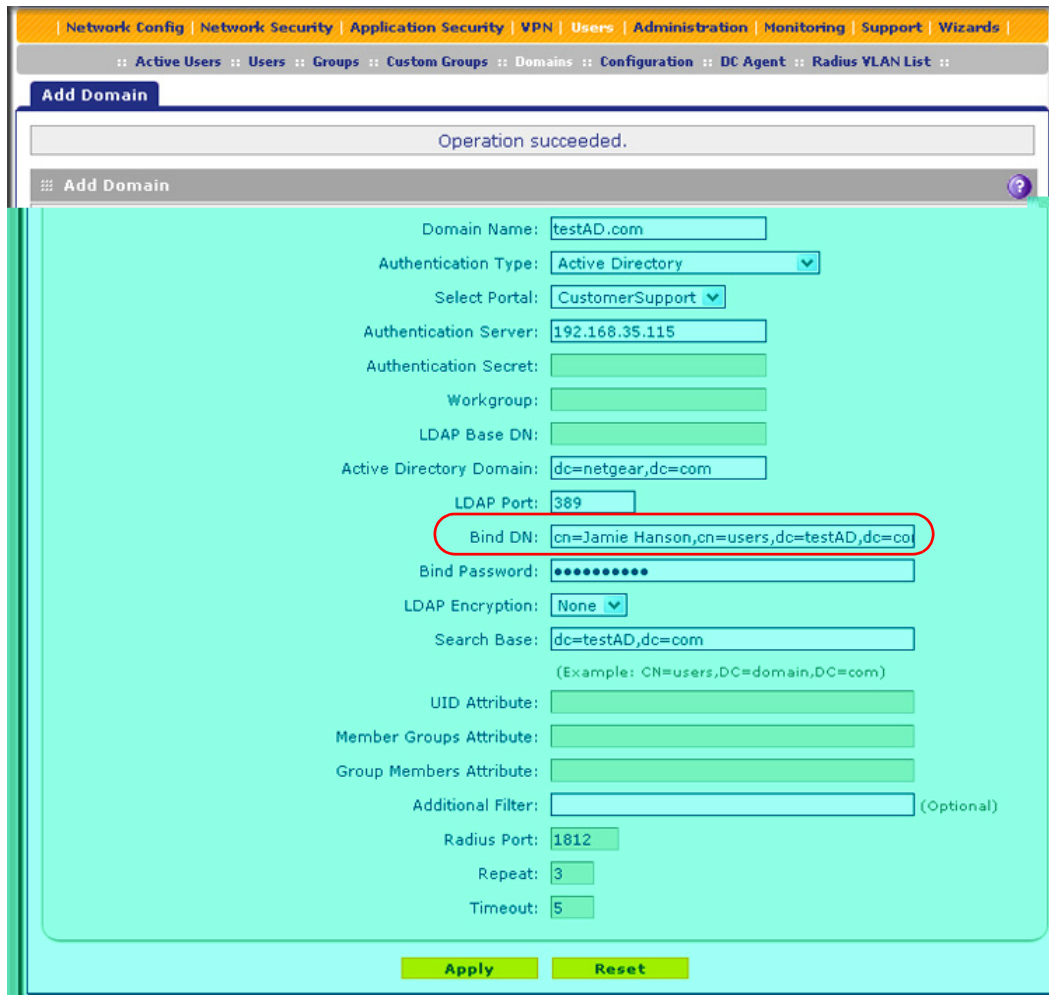 | Network Config | Network Security | Application Security | VPN | Users | Administration | Monitoring | Support | Wizards |
:: Active Users :: Users :: Groups :: Custom Groups :: Domains :: Configuration :: DC Agent :: Radius VLAN List ::
Add Domain
Operation succeeded.
Add Domain
?
Domain Name: testAD.com
Authentication Type: Active Directory
Select Portal: CustomerSupport
Authentication Server: 192.168.35.115
Authentication Secret:
Workgroup:
LDAP Base DN:
Active Directory Domain: dc=netgear,dc=com
LDAP Port: 389
Bind DN: cn=Jamie Hanson,cn=users,dc=testAD,dc=co
Bind Password: ••••••••••
LDAP Encryption: None
Search Base: dc=testAD,dc=com
(Example: CN=users,DC=domain,DC=com)
UID Attribute:
Member Groups Attribute:
Group Members Attribute:
Additional Filter: (Optional)
Radius Port: 1812
Repeat: 3
Timeout: 5
Apply Reset